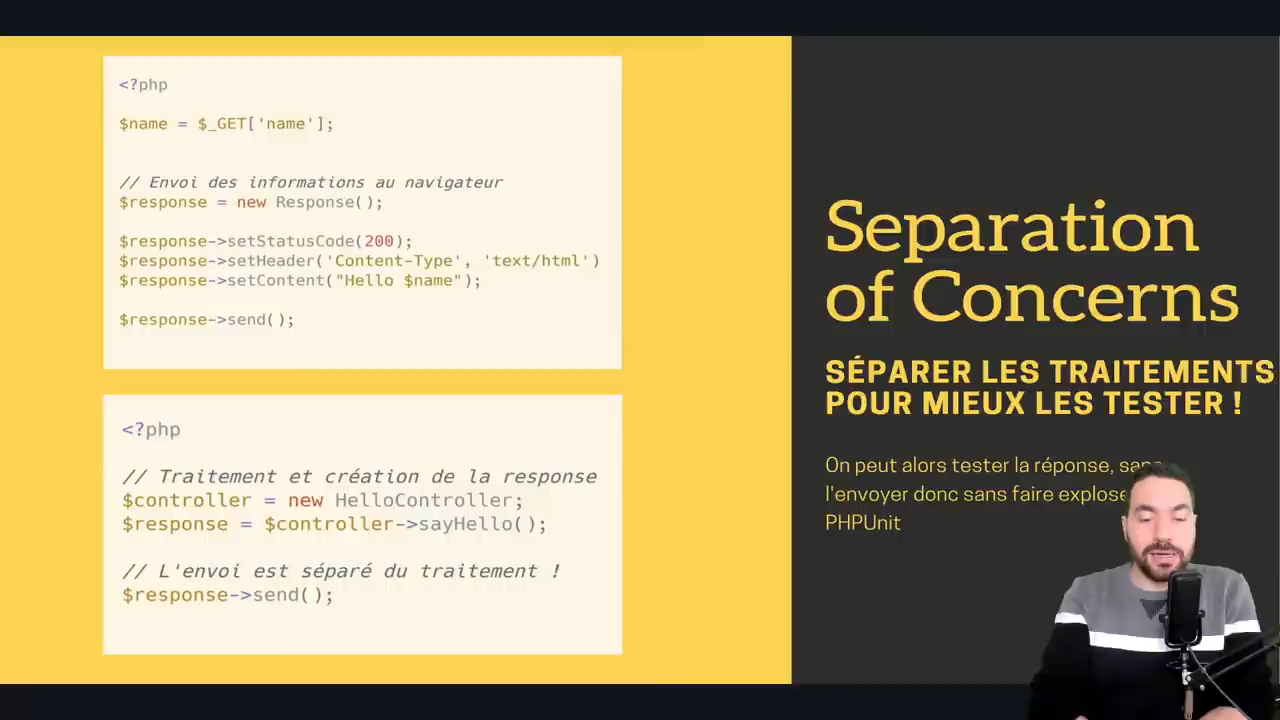 <?php
$name = $_GET['name'];
// Envoi des informations au navigateur
$response = new Response();
$response->setStatusCode(200);
$response->setHeader('Content-Type', 'text/html')
$response->setContent("Hello $name");
$response->send();
<?php
// Traitement et création de la response
$controller = new HelloController;
$response = $controller->sayHello();
// L'envoi est séparé du traitement !
$response->send();
Separation
of Concerns
SÉPARER LES TRAITEMENTS
POUR MIEUX LES TESTER !
On peut alors tester la réponse, sans
l'envoyer donc sans faire explose
PHPUnit